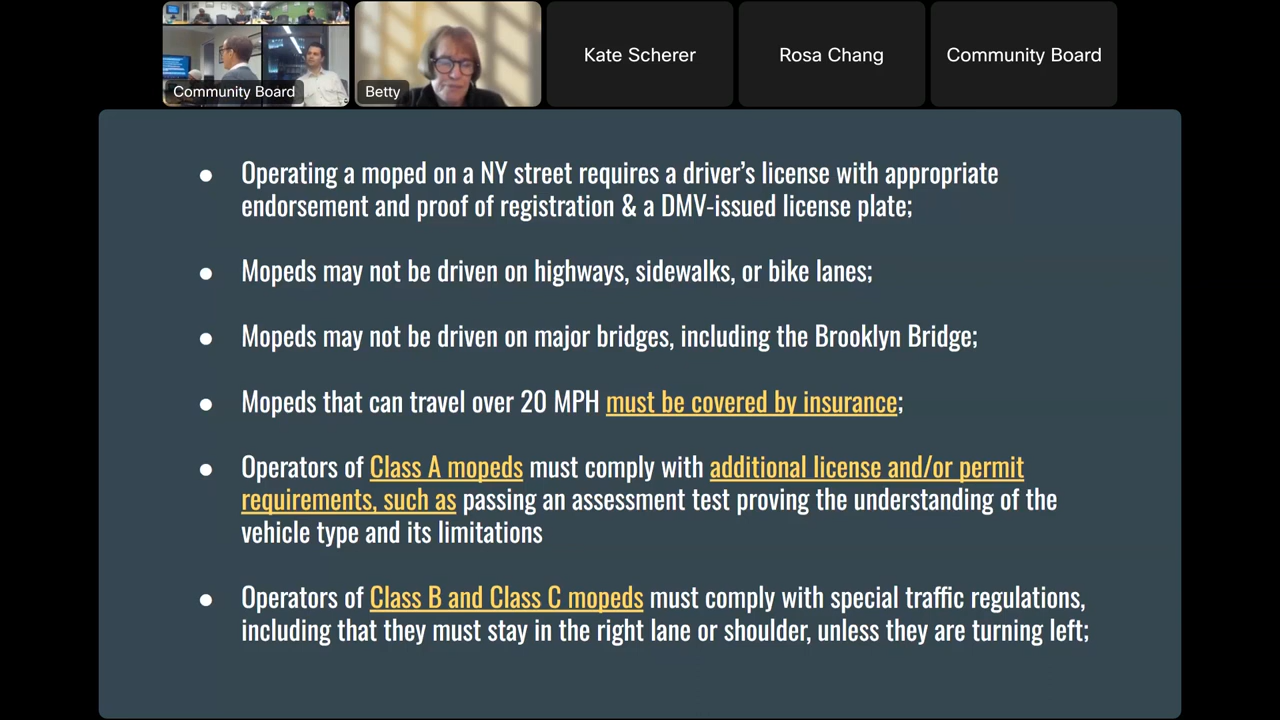 Community Board
Betty
Kate Scherer
Rosa Chang
Community Board
● Operating a moped on a NY street requires a driver’s license with appropriate
endorsement and proof of registration & a DMV-issued license plate;
● Mopeds may not be driven on highways, sidewalks, or bike lanes;
● Mopeds may not be driven on major bridges, including the Brooklyn Bridge;
● Mopeds that can travel over 20 MPH must be covered by insurance;
● Operators of Class A mopeds must comply with additional license and/or permit
requirements, such as passing an assessment test proving the understanding of the
vehicle type and its limitations
● Operators of Class B and Class C mopeds must comply with special traffic regulations,
including that they must stay in the right lane or shoulder, unless they are turning left;